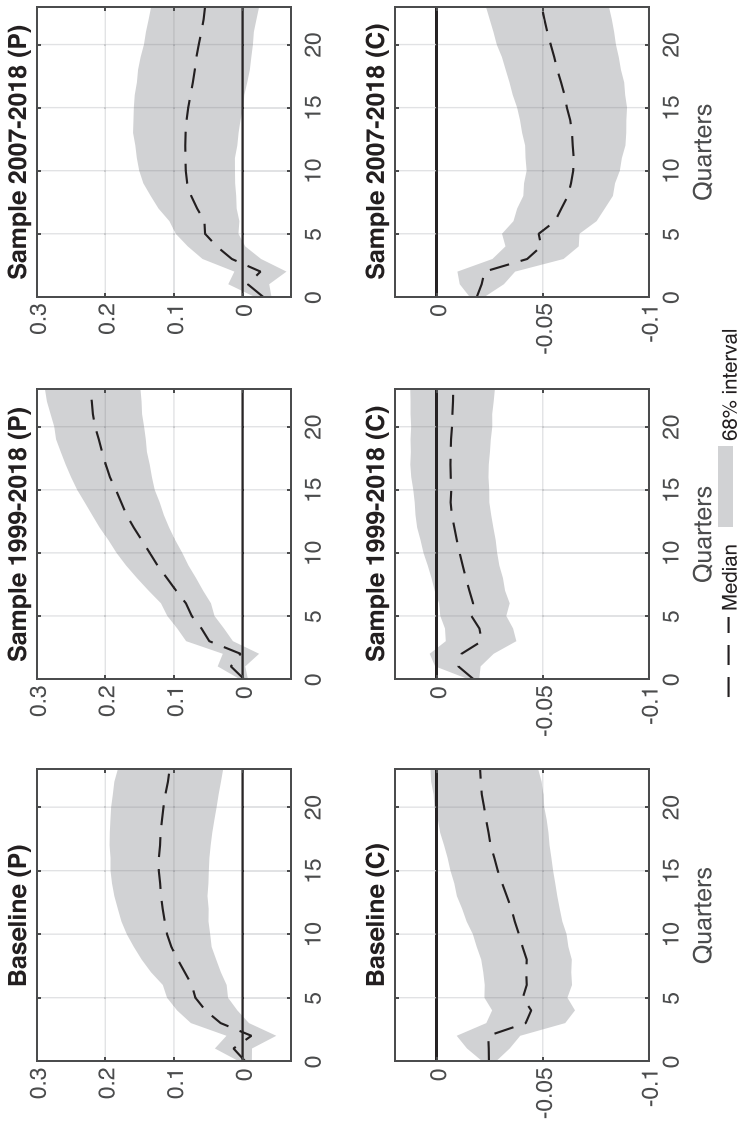 Baseline (P)
Sample 1999-2018 (P)
Sample 2007-2018 (P)
0.3
0.2
0.1
0
0 5 10 15 20
0.3
0.2
0.1
0
0 5 10 15 20
0.3
0.2
0.1
0
0 5 10 15 20
Baseline (C)
Sample 1999-2018 (C)
Sample 2007-2018 (C)
0
-0.05
-0.1
0 5 10 15 20
0
-0.05
-0.1
0 5 10 15 20
0
-0.05
-0.1
0 5 10 15 20
Quarters
Quarters
Quarters
Median
68% interval